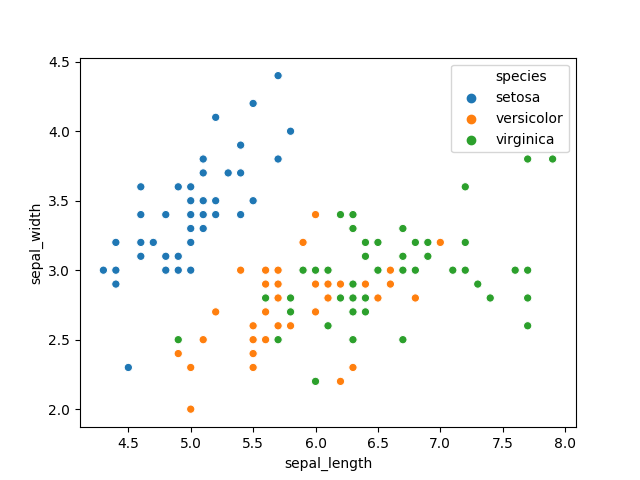 4.5
4.0
3.5
3.0
2.5
2.0
sepal_width
4.5 5.0 5.5 6.0 6.5 7.0 7.5 8.0
sepal_length
species
setosa
versicolor
virginica